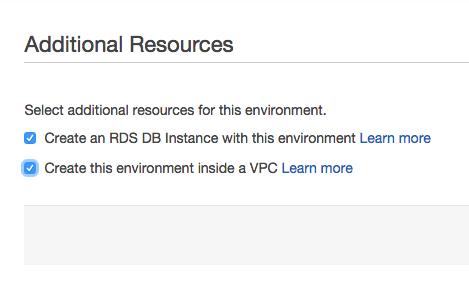 Additional Resources
Select additional resources for this environment.
Create an RDS DB Instance with this environment Learn more
Create this environment inside a VPC Learn more